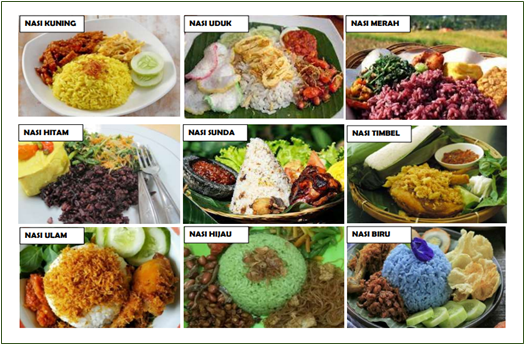 NASI KUNING
NASI UDUK
NASI MERAH
NASI HITAM
NASI SUNDA
NASI TIMBEL
NASI ULAM
NASI HIJAU
NASI BIRU